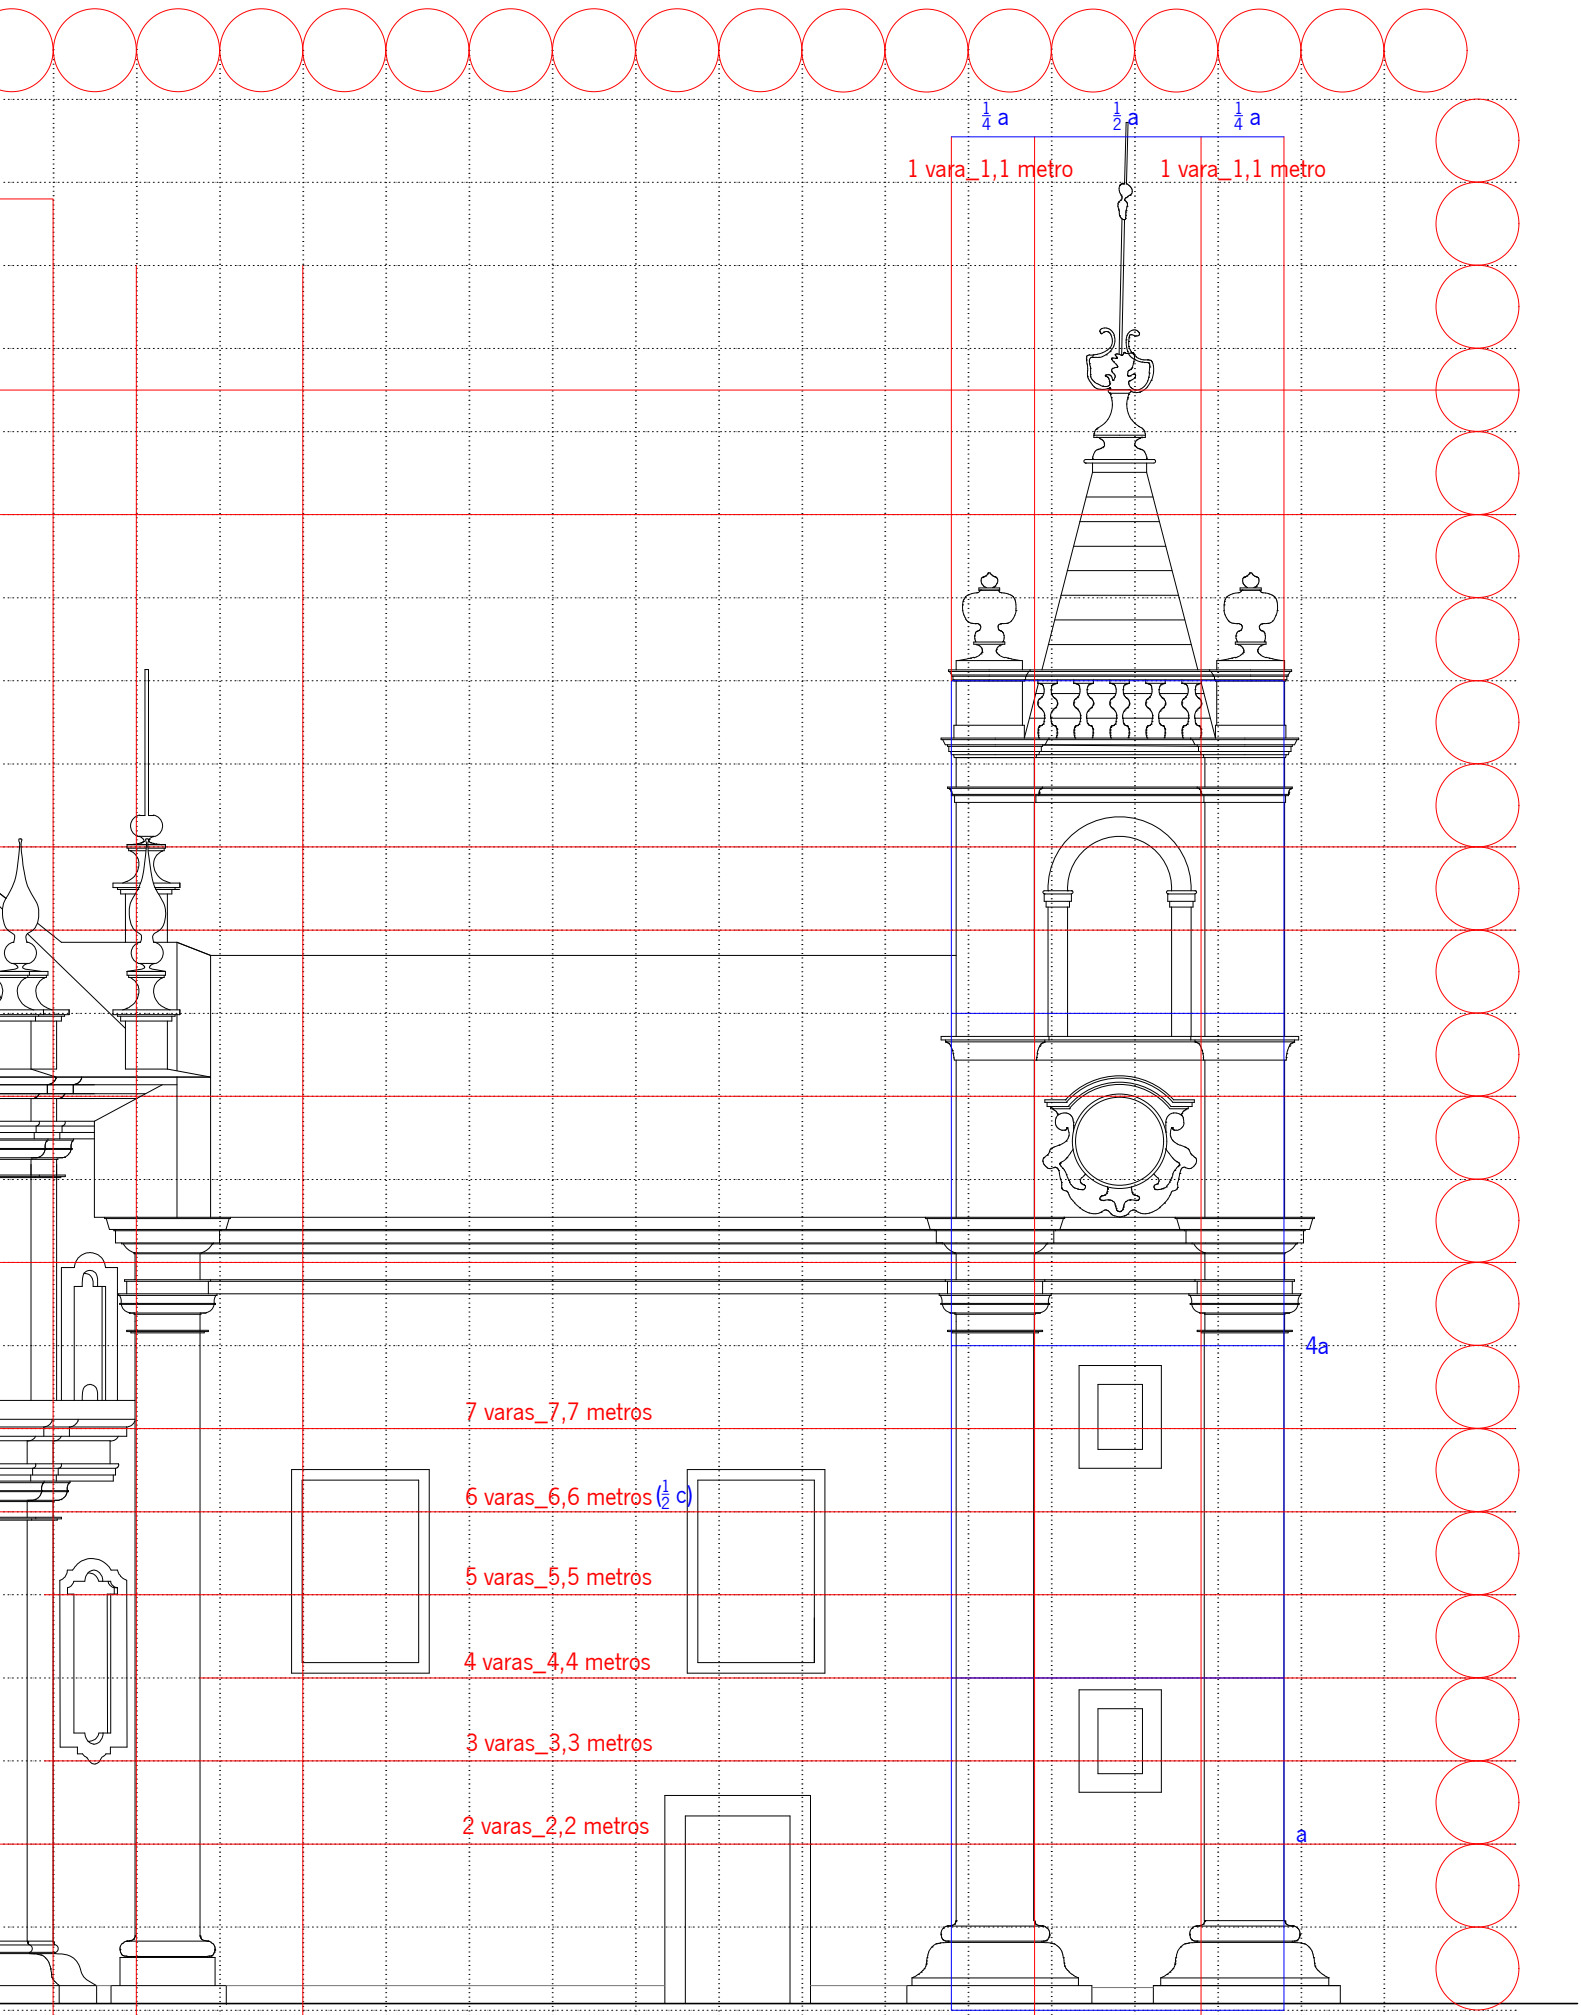 1/4 a 1/2 a 1/4 a
1 vara_1,1 metro 1 vara_1,1 metro
4a
7 varas_7,7 metros
6 varas_6,6 metros (1/2 c)
5 varas_5,5 metros
4 varas_4,4 metros
3 varas_3,3 metros
2 varas_2,2 metros
a